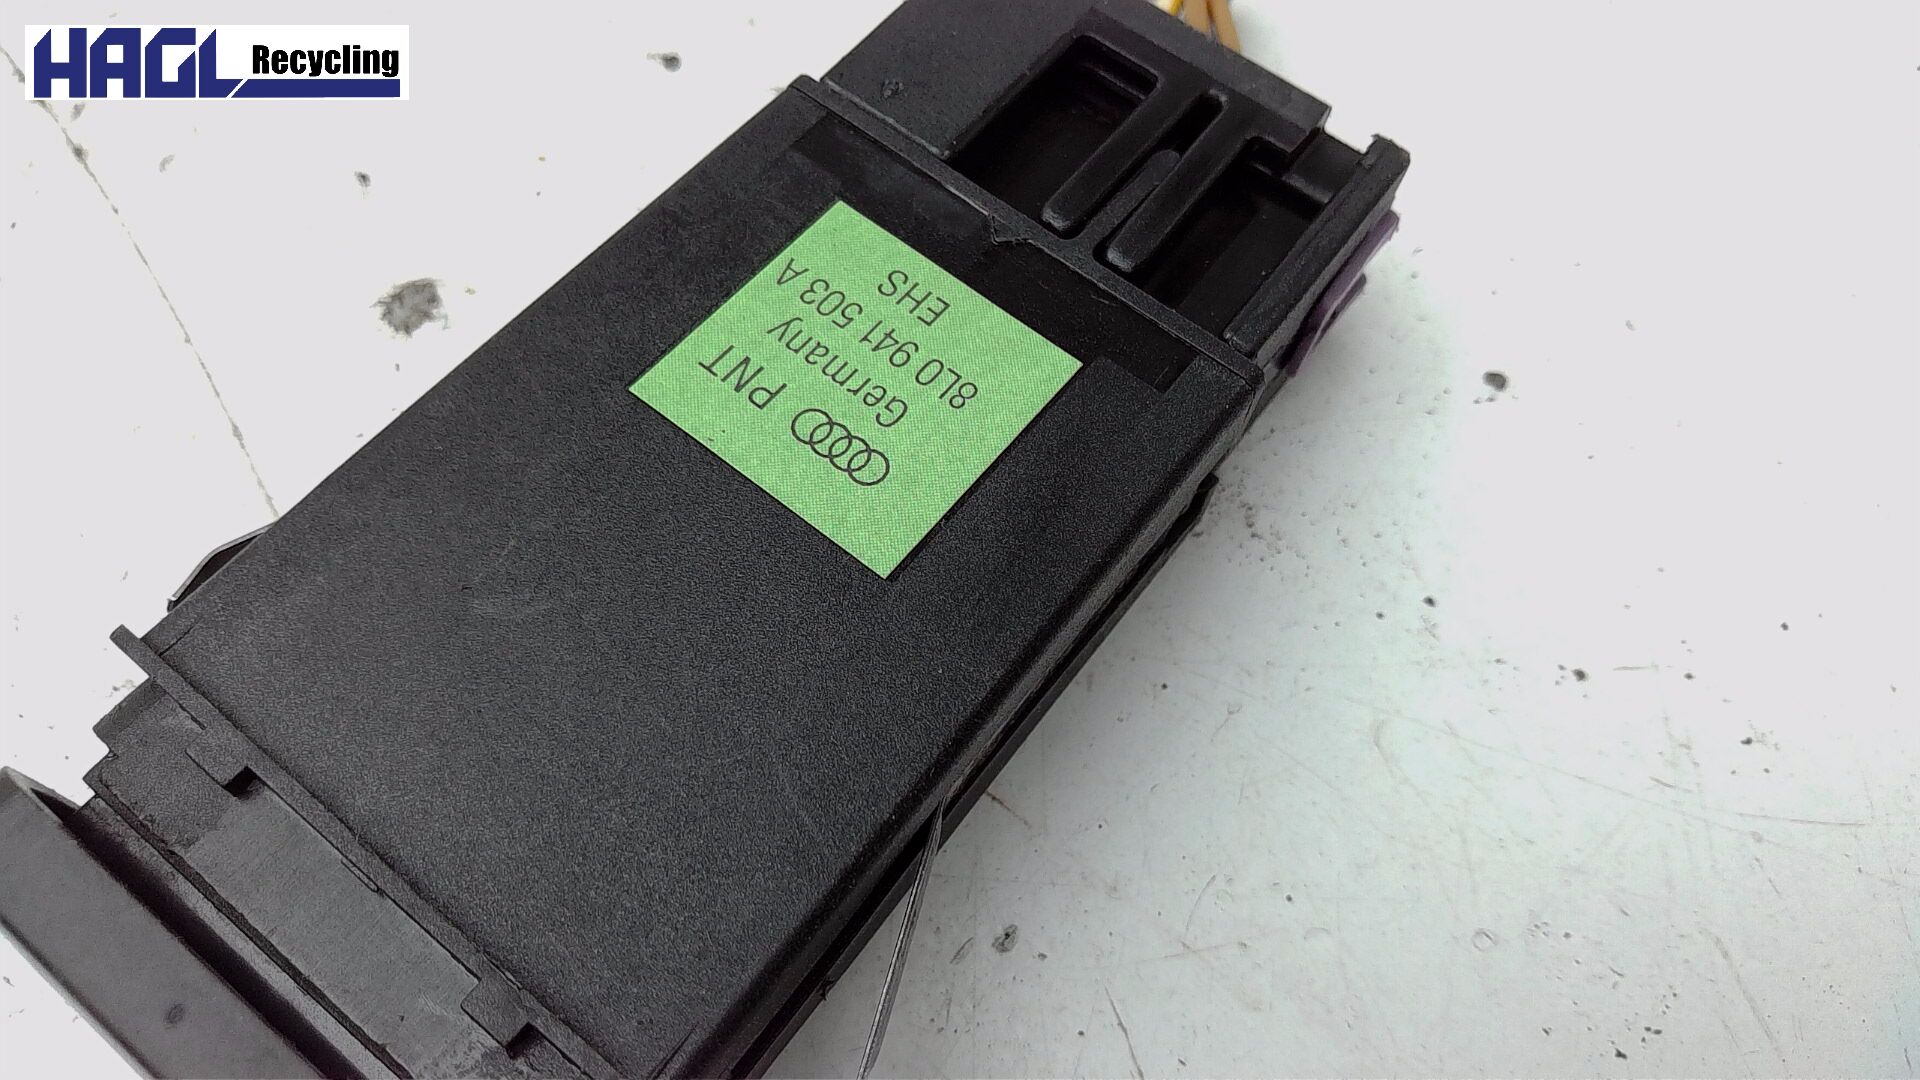 HAGL Recycling
PNT
Germany
8L0 941 503 A
EHS